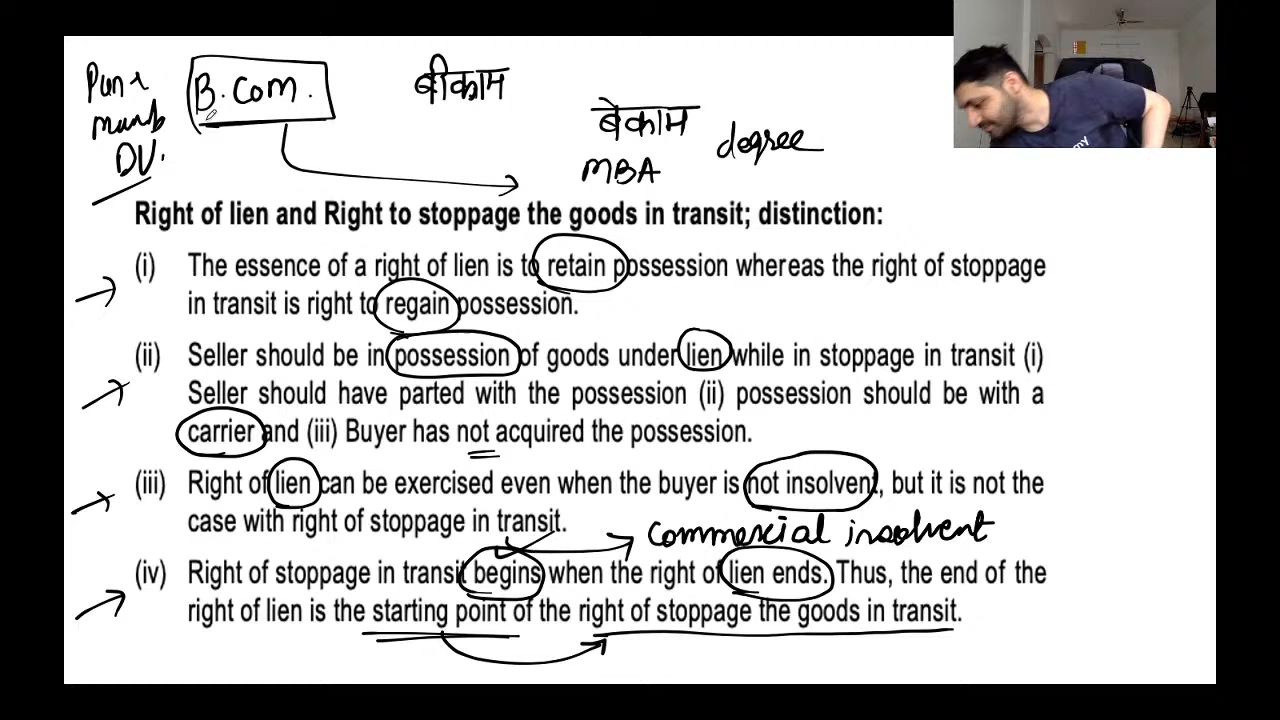 B.Com.
बीकाम
बेकाम
degree
MBA
DU.
Right of lien and Right to stoppage the goods in transit; distinction:
(i) The essence of a right of lien is to retain possession whereas the right of stoppage
in transit is right to regain possession.
(ii) Seller should be in possession of goods under lien while in stoppage in transit (i)
Seller should have parted with the possession (ii) possession should be with a
carrier and (iii) Buyer has not acquired the possession.
(iii) Right of lien can be exercised even when the buyer is not insolvent, but it is not the
case with right of stoppage in transit.
commercial insolvent
(iv) Right of stoppage in transit begins when the right of lien ends. Thus, the end of the
right of lien is the starting point of the right of stoppage the goods in transit.